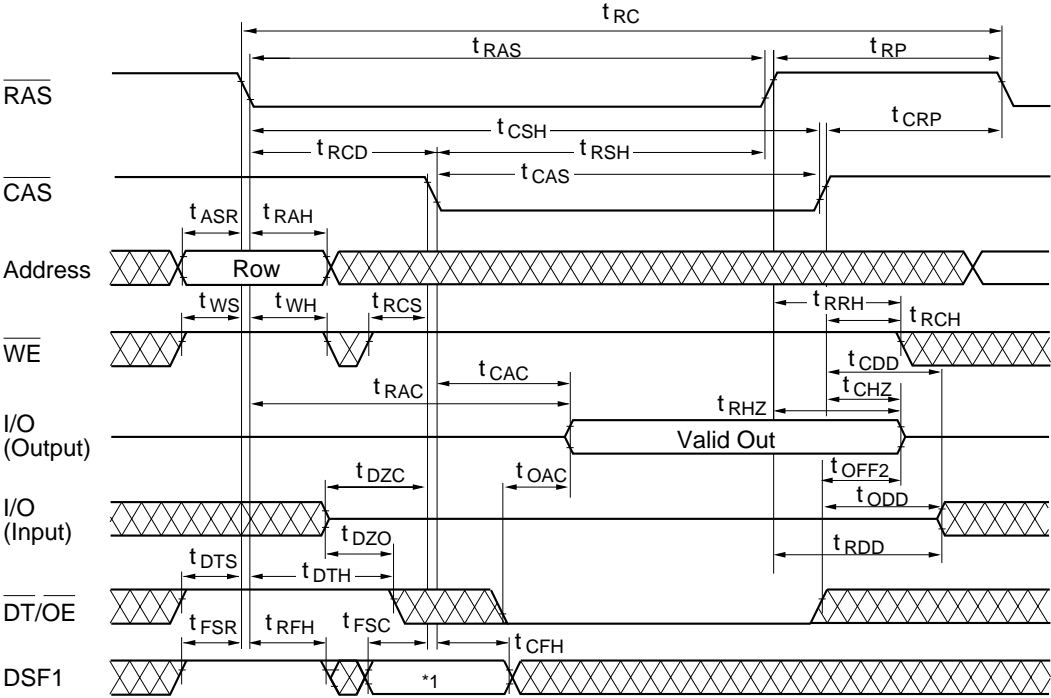 tRC
tRAS
tRP
RAS
tCSH
tCRP
tRCD
tRSH
tCAS
CAS
tASR
tRAH
Address
Row
tWS
tWH
tRCS
tRRH
tRCH
WE
tCDD
tCAC
tRAC
tCHZ
tRHZ
I/O
(Output)
Valid Out
tDZC
tOAC
tOFF2
I/O
(Input)
tODD
tDZO
tRDD
tDTS
tDTH
DT/OE
tFSR
tRFH
tFSC
tCFH
DSF1
*1